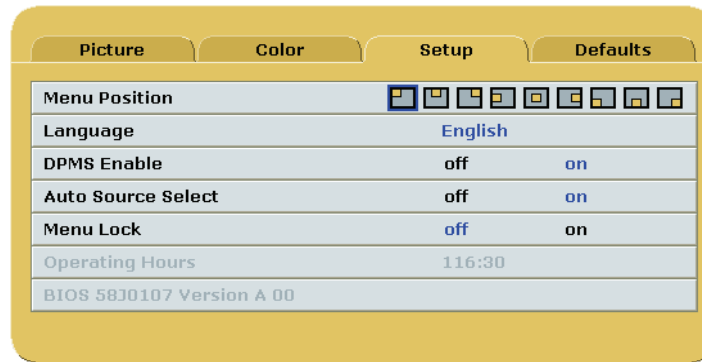 Picture Color Setup Defaults
Menu Position
Language English
DPMS Enable off on
Auto Source Select off on
Menu Lock off on
Operating Hours 116:30
BIOS 58J0107 Version A 00